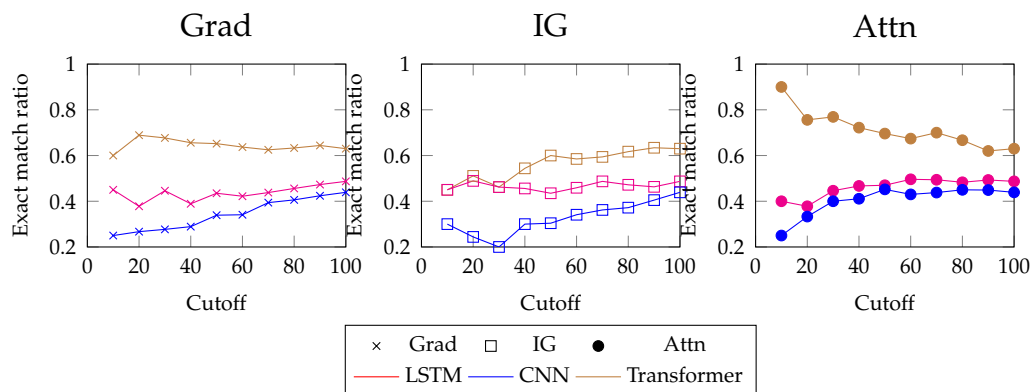 Grad
IG
Attn
Exact match ratio
1
0.8
0.6
0.4
0.2
0 20 40 60 80 100
Cutoff
Exact match ratio
1
0.8
0.6
0.4
0.2
0 20 40 60 80 100
Cutoff
Exact match ratio
1
0.8
0.6
0.4
0.2
0 20 40 60 80 100
Cutoff
Grad IG Attn
LSTM CNN Transformer